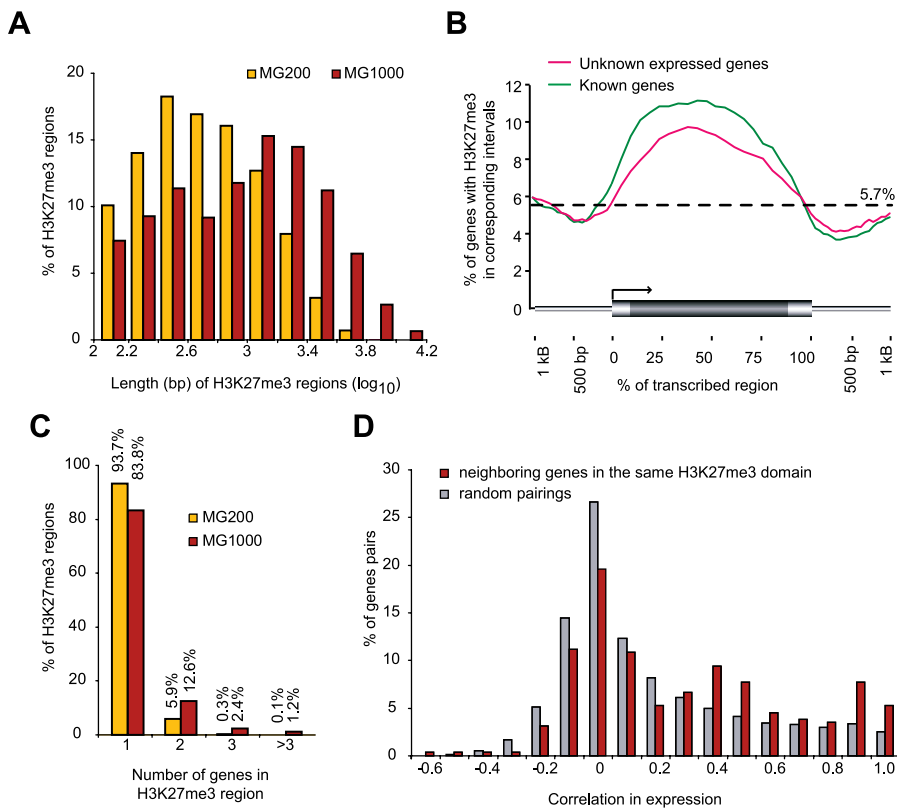 A
MG200
MG1000
% of H3K27me3 regions
20
15
10
5
0
2
2.2
2.6
3
3.4
3.8
4.2
Length (bp) of H3K27me3 regions (log10)
B
Unknown expressed genes
Known genes
% of genes with H3K27me3
in corresponding intervals
12
10
8
6
4
2
0
5.7%
1 kB
500 bp
0
25
50
75
100
500 bp
1 kB
% of transcribed region
C
93.7%
83.8%
MG200
MG1000
% of H3K27me3 regions
100
80
60
40
20
0
5.9%
12.6%
0.3%
2.4%
0.1%
1.2%
1
2
3
>3
Number of genes in
H3K27me3 region
D
neighboring genes in the same H3K27me3 domain
random pairings
% of genes pairs
30
25
20
15
10
5
0
-0.6
-0.4
-0.2
0
0.2
0.4
0.6
0.8
1.0
Correlation in expression